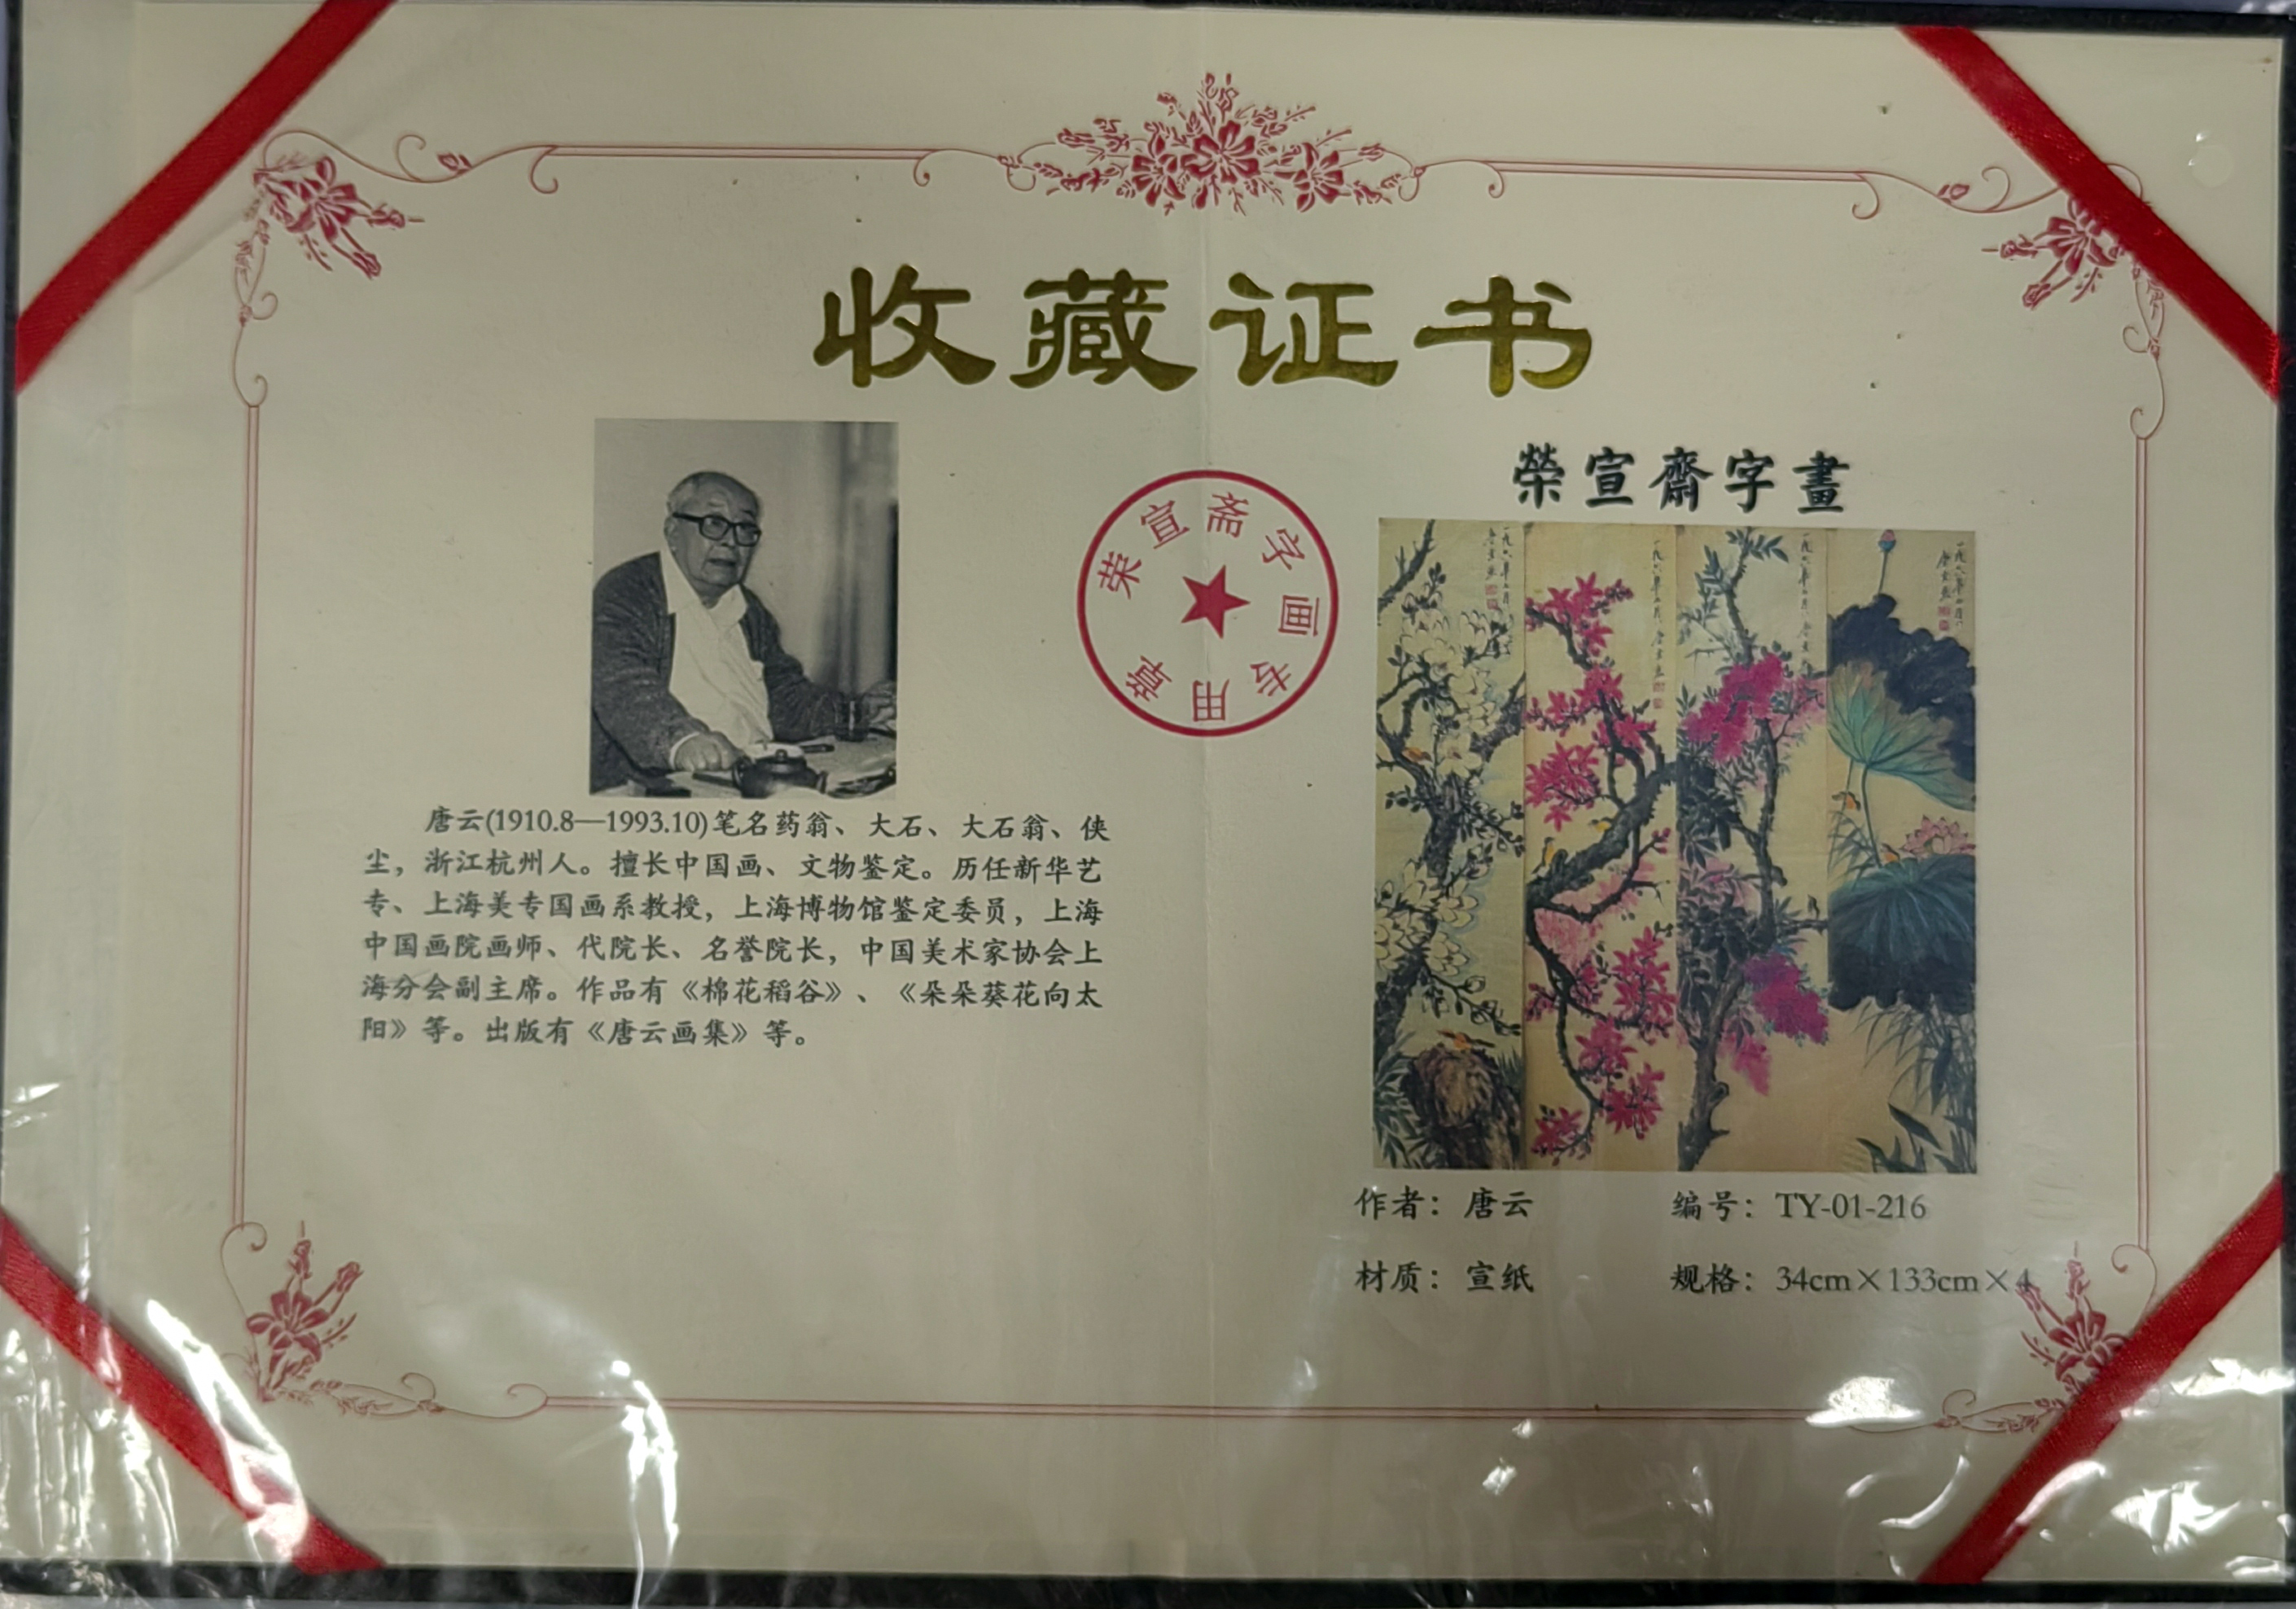 收藏证书
唐云(1910.8—1993.10)笔名药翁、大石、大石翁、侠
尘，浙江杭州人。擅长中国画、文物鉴定。历任新华艺
专、上海美专国画系教授，上海博物馆鉴定委员，上海
中国画院画师、代院长、名誉院长，中国美术家协会上
海分会副主席。作品有《棉花稻谷》、《朵朵葵花向太
阳》等。出版有《唐云画集》等。
荣宣斋字画专用章
榮宣齋字畫
作者：唐云
编号：TY-01-216
材质：宣纸
规格：34cm×133cm×4